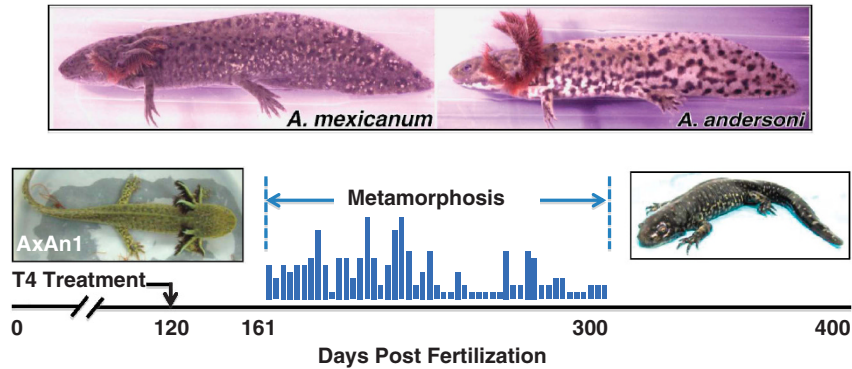 A. mexicanum
A. andersoni
Metamorphosis
AxAn1
T4 Treatment
0 120 161 300 400
Days Post Fertilization